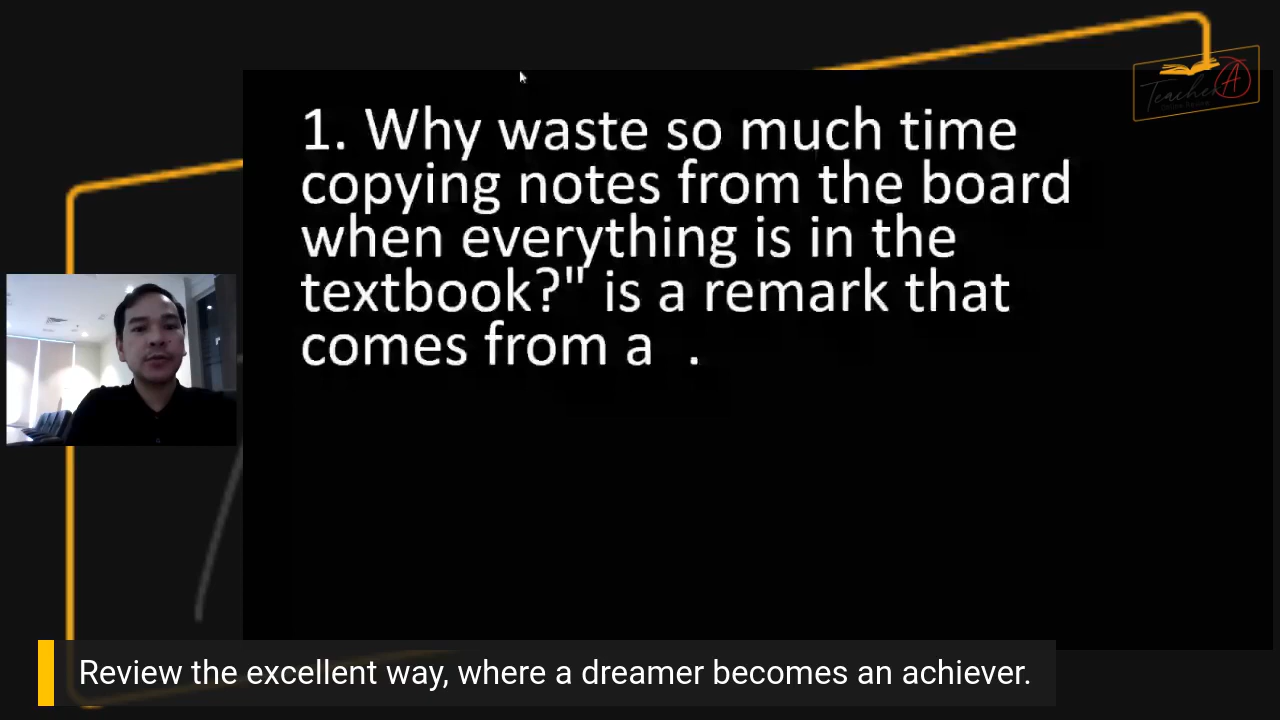 1. Why waste so much time
copying notes from the board
when everything is in the
textbook?" is a remark that
comes from a .
Teacher A
Review the excellent way, where a dreamer becomes an achiever.